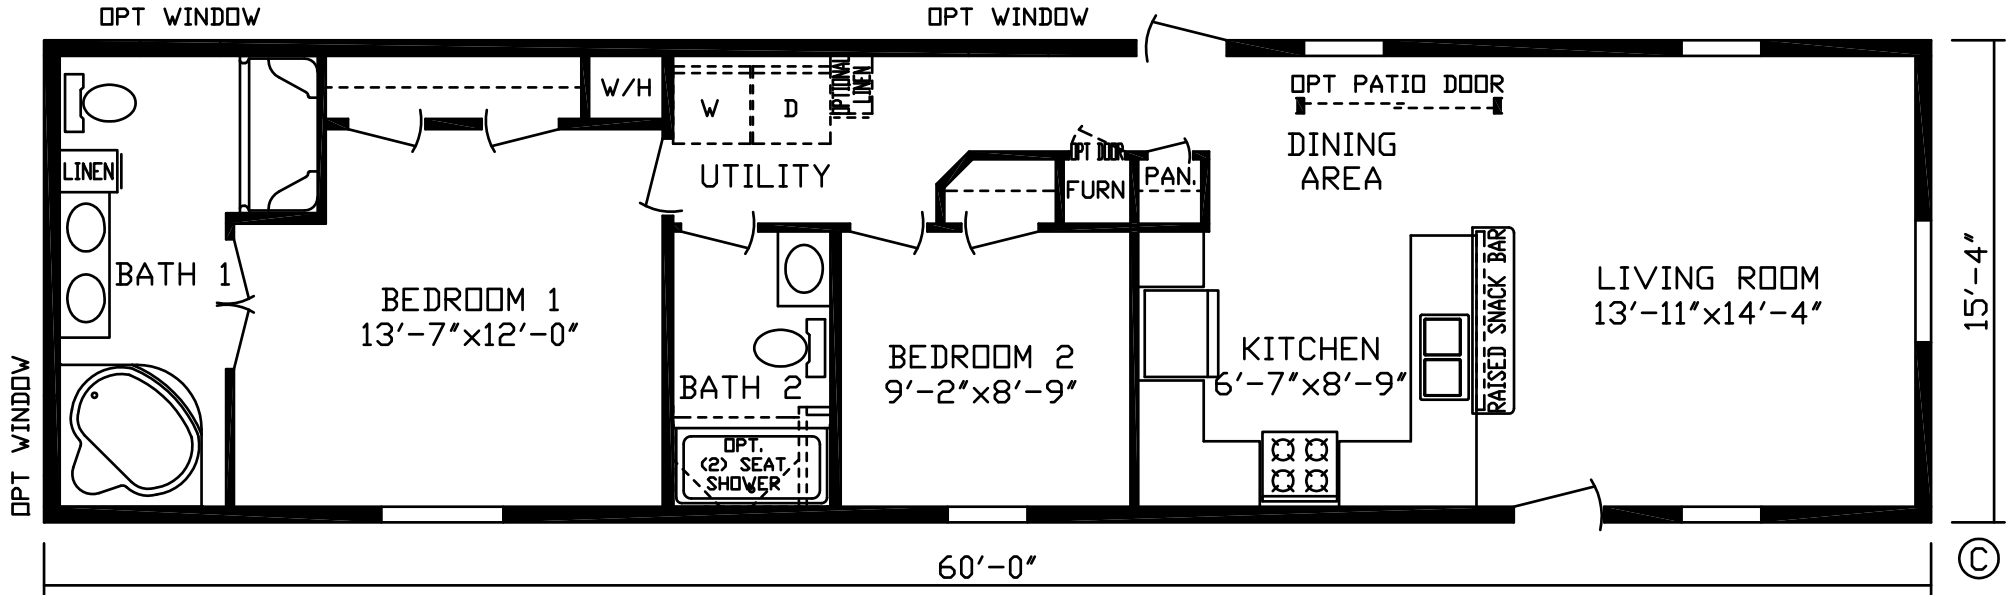 OPT WINDOW
OPT WINDOW
W/H
W
D
OPTIONAL
LINEN
OPT PATIO DOOR
DINING
AREA
LINEN
UTILITY
OPT DOOR
FURN
PAN.
BATH 1
BEDROOM 1
13'-7"x12'-0"
BATH 2
OPT.
(2) SEAT
SHOWER
BEDROOM 2
9'-2"x8'-9"
KITCHEN
6'-7"x8'-9"
RAISED SNACK BAR
LIVING ROOM
13'-11"x14'-4"
15'-4"
OPT WINDOW
60'-0"
C